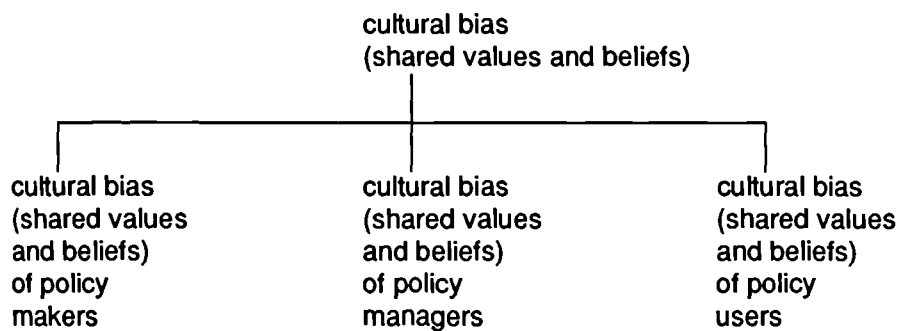 cultural bias
(shared values and beliefs)
cultural bias
(shared values
and beliefs)
of policy
makers
cultural bias
(shared values
and beliefs)
of policy
managers
cultural bias
(shared values
and beliefs)
of policy
users